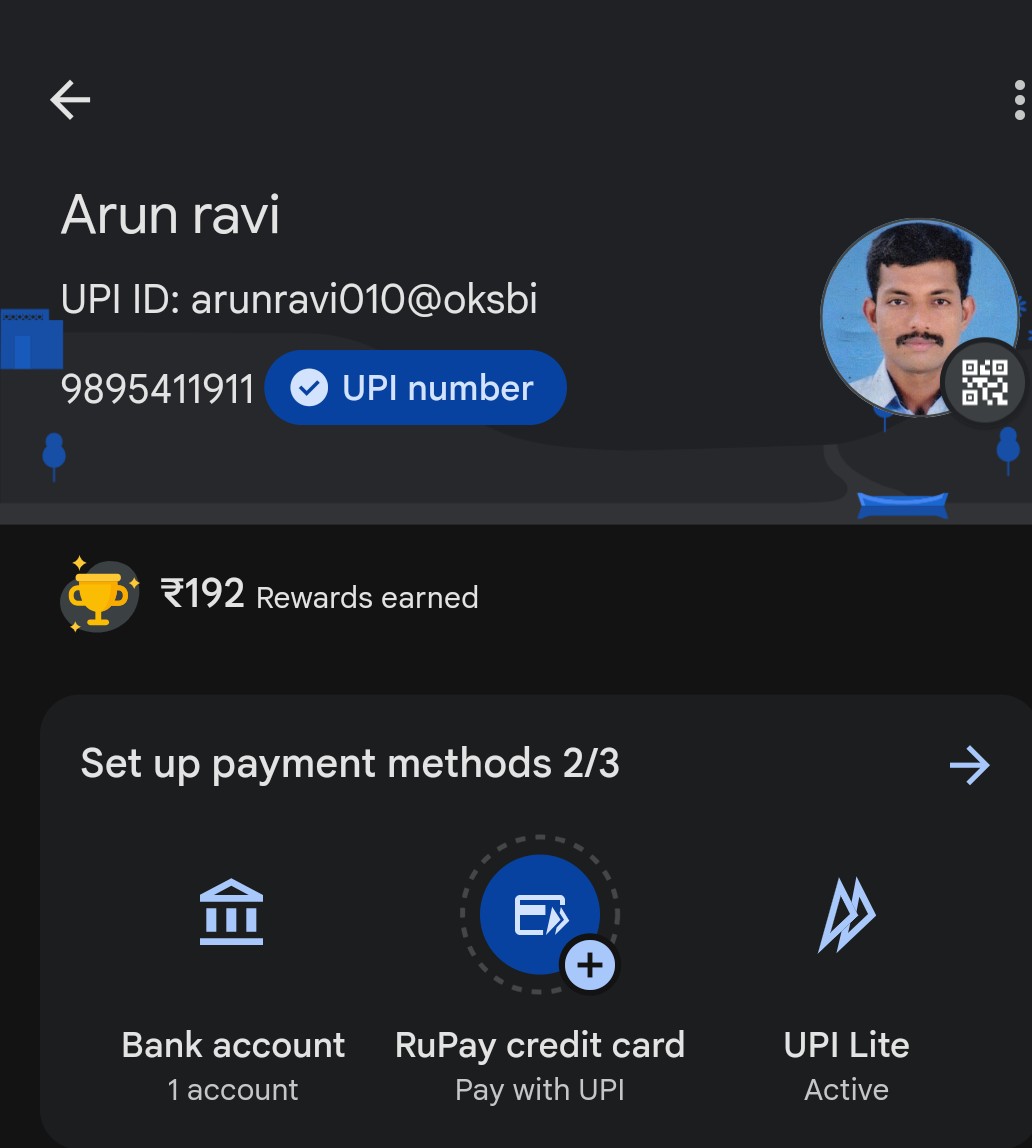 Arun ravi
UPI ID: arunravi010@oksbi
9895411911 UPI number
₹192 Rewards earned
Set up payment methods 2/3
Bank account
1 account
RuPay credit card
Pay with UPI
UPI Lite
Active